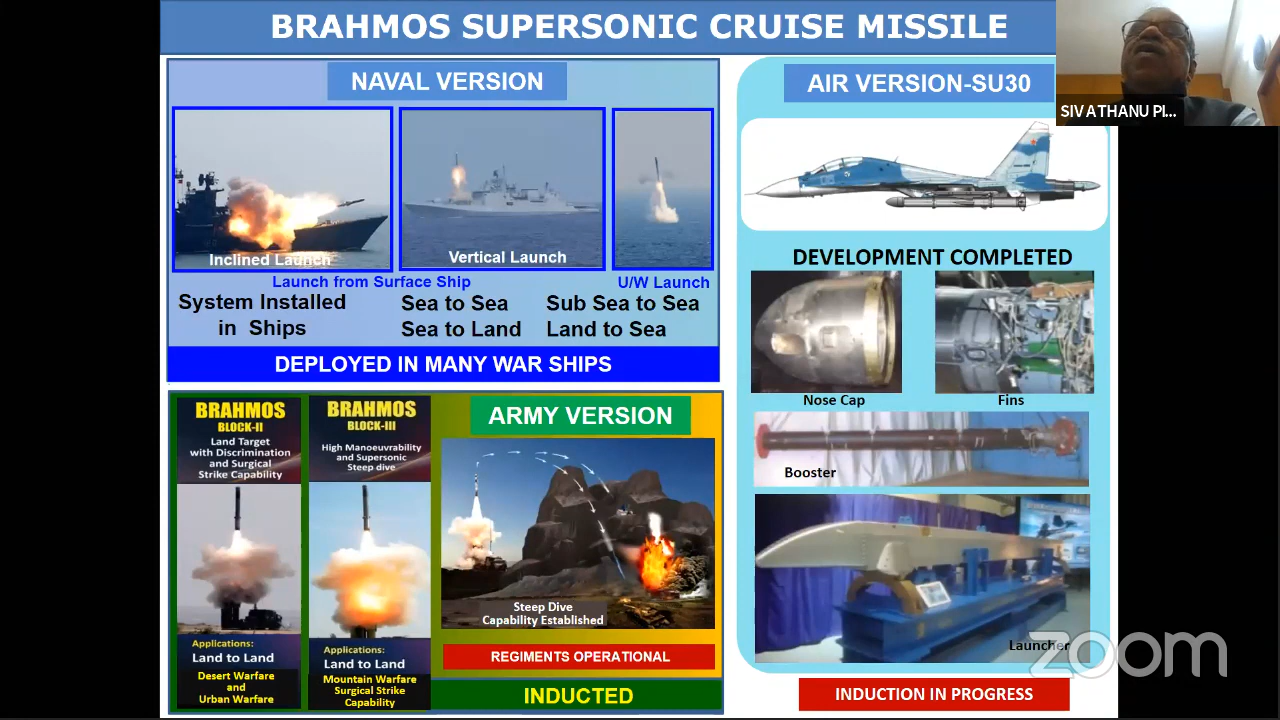 BRAHMOS SUPERSONIC CRUISE MISSILE
SIVATHANU PI...
NAVAL VERSION
Inclined Launch
Vertical Launch
Launch from Surface Ship
U/W Launch
System Installed
in Ships
Sea to Sea
Sea to Land
Sub Sea to Sea
Land to Sea
DEPLOYED IN MANY WAR SHIPS
BRAHMOS
BLOCK-II
Land Target
with Discrimination
and Surgical
Strike Capability
Applications:
Land to Land
Desert Warfare
and
Urban Warfare
BRAHMOS
BLOCK-III
High Manoeuvrability
and Supersonic
Steep dive
Applications:
Land to Land
Mountain Warfare
Surgical Strike
Capability
ARMY VERSION
Steep Dive
Capability Established
REGIMENTS OPERATIONAL
INDUCTED
AIR VERSION-SU30
DEVELOPMENT COMPLETED
Nose Cap
Fins
Booster
Launcher
INDUCTION IN PROGRESS
zoom